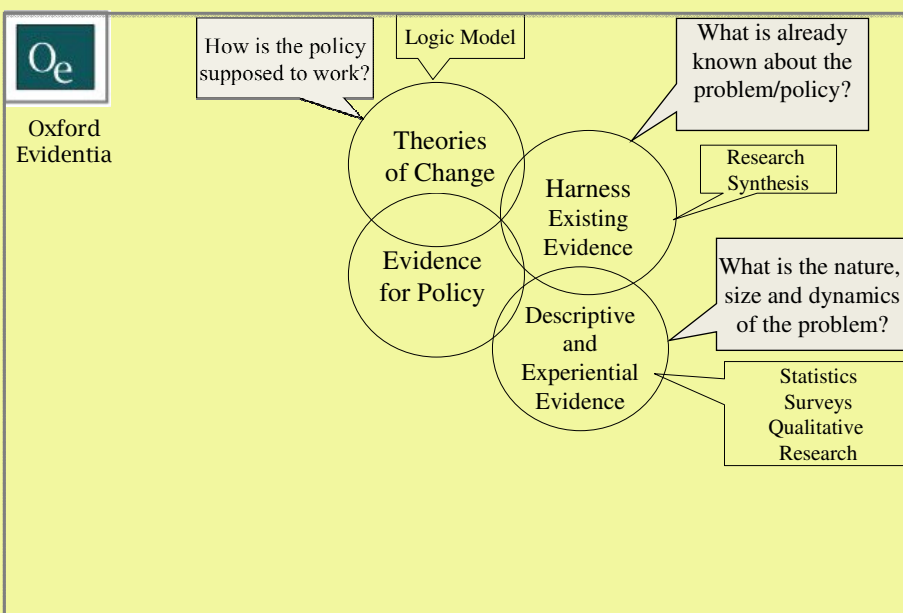 Oe
Oxford
Evidentia
How is the policy
supposed to work?
Logic Model
What is already
known about the
problem/policy?
Theories
of Change
Research
Synthesis
Harness
Existing
Evidence
Evidence
for Policy
What is the nature,
size and dynamics
of the problem?
Descriptive
and
Experiential
Evidence
Statistics
Surveys
Qualitative
Research